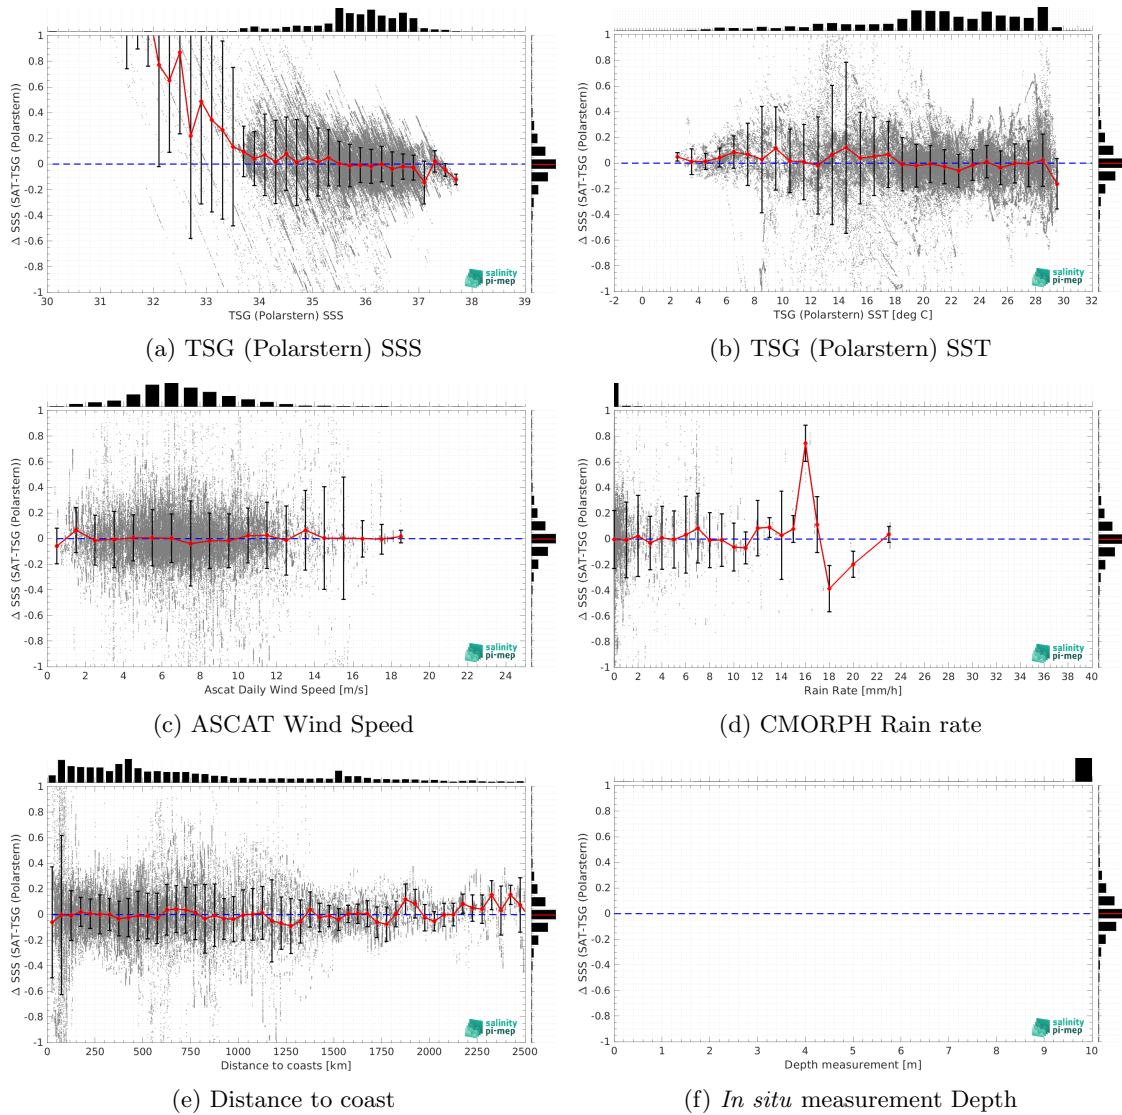 1
0.8
0.6
0.4
0.2
0
-0.2
-0.4
-0.6
-0.8
-1
Δ SSS (SAT-TSG (Polarstern))
30 31 32 33 34 35 36 37 38 39
TSG (Polarstern) SSS
salinity
pi-mep
(a) TSG (Polarstern) SSS
1
0.8
0.6
0.4
0.2
0
-0.2
-0.4
-0.6
-0.8
-1
Δ SSS (SAT-TSG (Polarstern))
-2 0 2 4 6 8 10 12 14 16 18 20 22 24 26 28 30 32
TSG (Polarstern) SST [deg C]
salinity
pi-mep
(b) TSG (Polarstern) SST
1
0.8
0.6
0.4
0.2
0
-0.2
-0.4
-0.6
-0.8
-1
Δ SSS (SAT-TSG (Polarstern))
0 2 4 6 8 10 12 14 16 18 20 22 24
Ascat Daily Wind Speed [m/s]
salinity
pi-mep
(c) ASCAT Wind Speed
1
0.8
0.6
0.4
0.2
0
-0.2
-0.4
-0.6
-0.8
-1
Δ SSS (SAT-TSG (Polarstern))
0 2 4 6 8 10 12 14 16 18 20 22 24 26 28 30 32 34 36 38 40
Rain Rate [mm/h]
salinity
pi-mep
(d) CMORPH Rain rate
1
0.8
0.6
0.4
0.2
0
-0.2
-0.4
-0.6
-0.8
-1
Δ SSS (SAT-TSG (Polarstern))
0 250 500 750 1000 1250 1500 1750 2000 2250 2500
Distance to coasts [km]
salinity
pi-mep
(e) Distance to coast
1
0.8
0.6
0.4
0.2
0
-0.2
-0.4
-0.6
-0.8
-1
Δ SSS (SAT-TSG (Polarstern))
0 1 2 3 4 5 6 7 8 9 10
Depth measurement [m]
salinity
pi-mep
(f) In situ measurement Depth